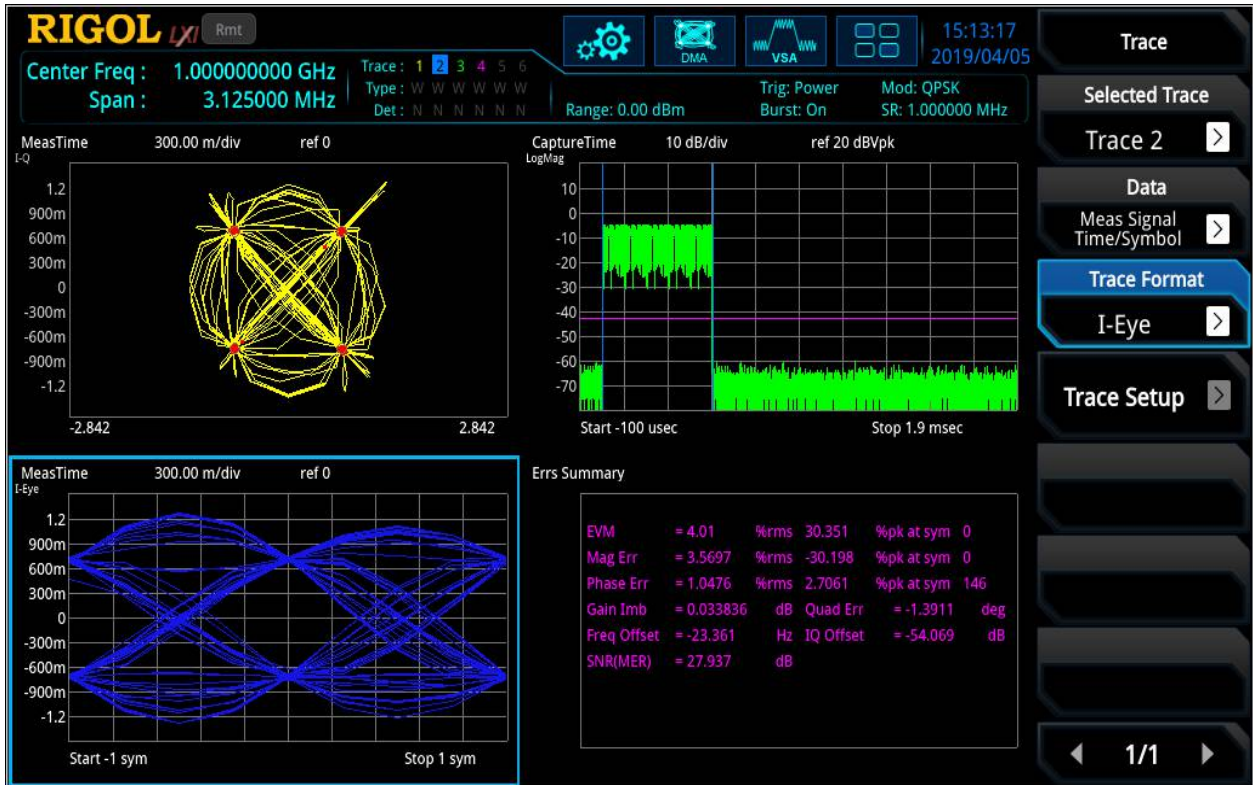 RIGOL LXI Rmt
15:13:17
2019/04/05
DMA
VSA
Center Freq : 1.000000000 GHz
Span : 3.125000 MHz
Trace : 1 2 3 4 5 6
Type : W W W W W W
Det : N N N N N N
Range: 0.00 dBm
Trig: Power
Burst: On
Mod: QPSK
SR: 1.000000 MHz
MeasTime 300.00 m/div ref 0
I-Q
1.2
900m
600m
300m
0
-300m
-600m
-900m
-1.2
-2.842 2.842
CaptureTime 10 dB/div ref 20 dBVpk
LogMag
10
0
-10
-20
-30
-40
-50
-60
-70
Start -100 usec Stop 1.9 msec
MeasTime 300.00 m/div ref 0
I-Eye
1.2
900m
600m
300m
0
-300m
-600m
-900m
-1.2
Start -1 sym Stop 1 sym
Errs Summary
EVM = 4.01 %rms 30.351 %pk at sym 0
Mag Err = 3.5697 %rms -30.198 %pk at sym 0
Phase Err = 1.0476 %rms 2.7061 %pk at sym 146
Gain Imb = 0.033836 dB Quad Err = -1.3911 deg
Freq Offset = -23.361 Hz IQ Offset = -54.069 dB
SNR(MER) = 27.937 dB
Trace
Selected Trace
Trace 2
Data
Meas Signal
Time/Symbol
Trace Format
I-Eye
Trace Setup
1/1